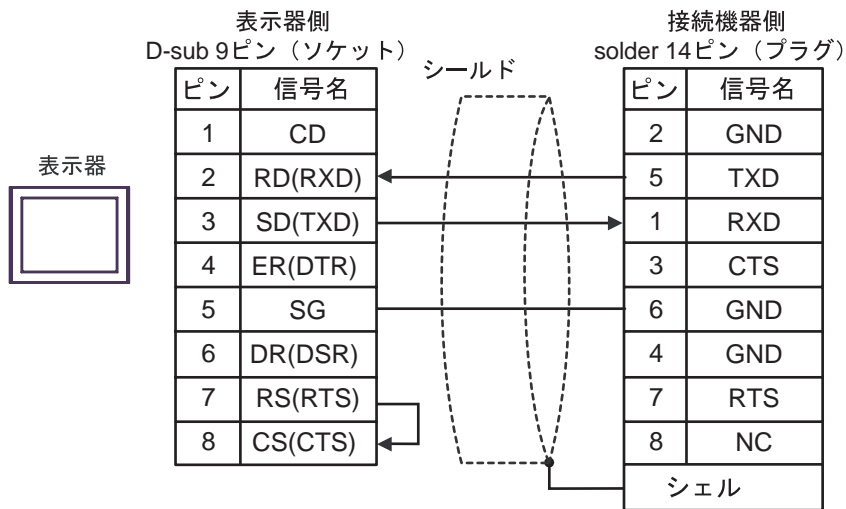 表示器側
D-sub 9ピン（ソケット）
接続機器側
solder 14ピン（プラグ）
シールド
表示器
ピン 信号名
1 CD
2 RD(RXD)
3 SD(TXD)
4 ER(DTR)
5 SG
6 DR(DSR)
7 RS(RTS)
8 CS(CTS)
ピン 信号名
2 GND
5 TXD
1 RXD
3 CTS
6 GND
4 GND
7 RTS
8 NC
シェル